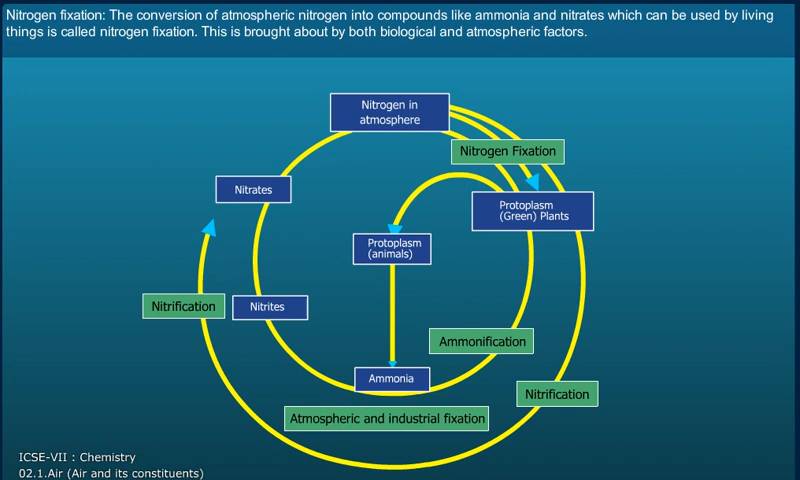 Nitrogen fixation: The conversion of atmospheric nitrogen into compounds like ammonia and nitrates which can be used by living
things is called nitrogen fixation. This is brought about by both biological and atmospheric factors.
Nitrogen in
atmosphere
Nitrogen Fixation
Nitrates
Protoplasm
(Green) Plants
Protoplasm
(animals)
Nitrification
Nitrites
Ammonification
Ammonia
Nitrification
Atmospheric and industrial fixation
ICSE-VII : Chemistry
02.1.Air (Air and its constituents)